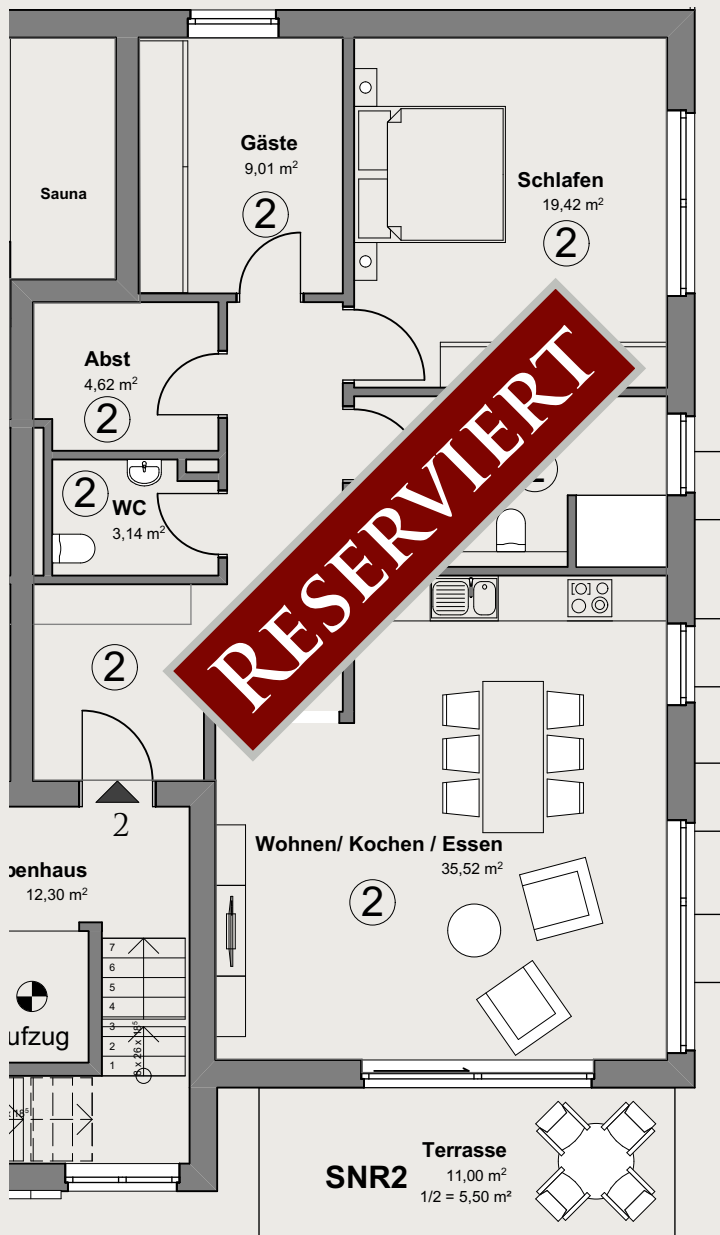 Gäste
9,01 m²
2
Sauna
Schlafen
19,42 m²
2
Abst
4,62 m²
2
2
WC
3,14 m²
RESERVIERT
2
2
penhaus
12,30 m²
Wohnen/ Kochen / Essen
35,52 m²
2
7
6
5
4
3
2
1
ufzug
SNR2
Terrasse
11,00 m²
1/2 = 5,50 m²